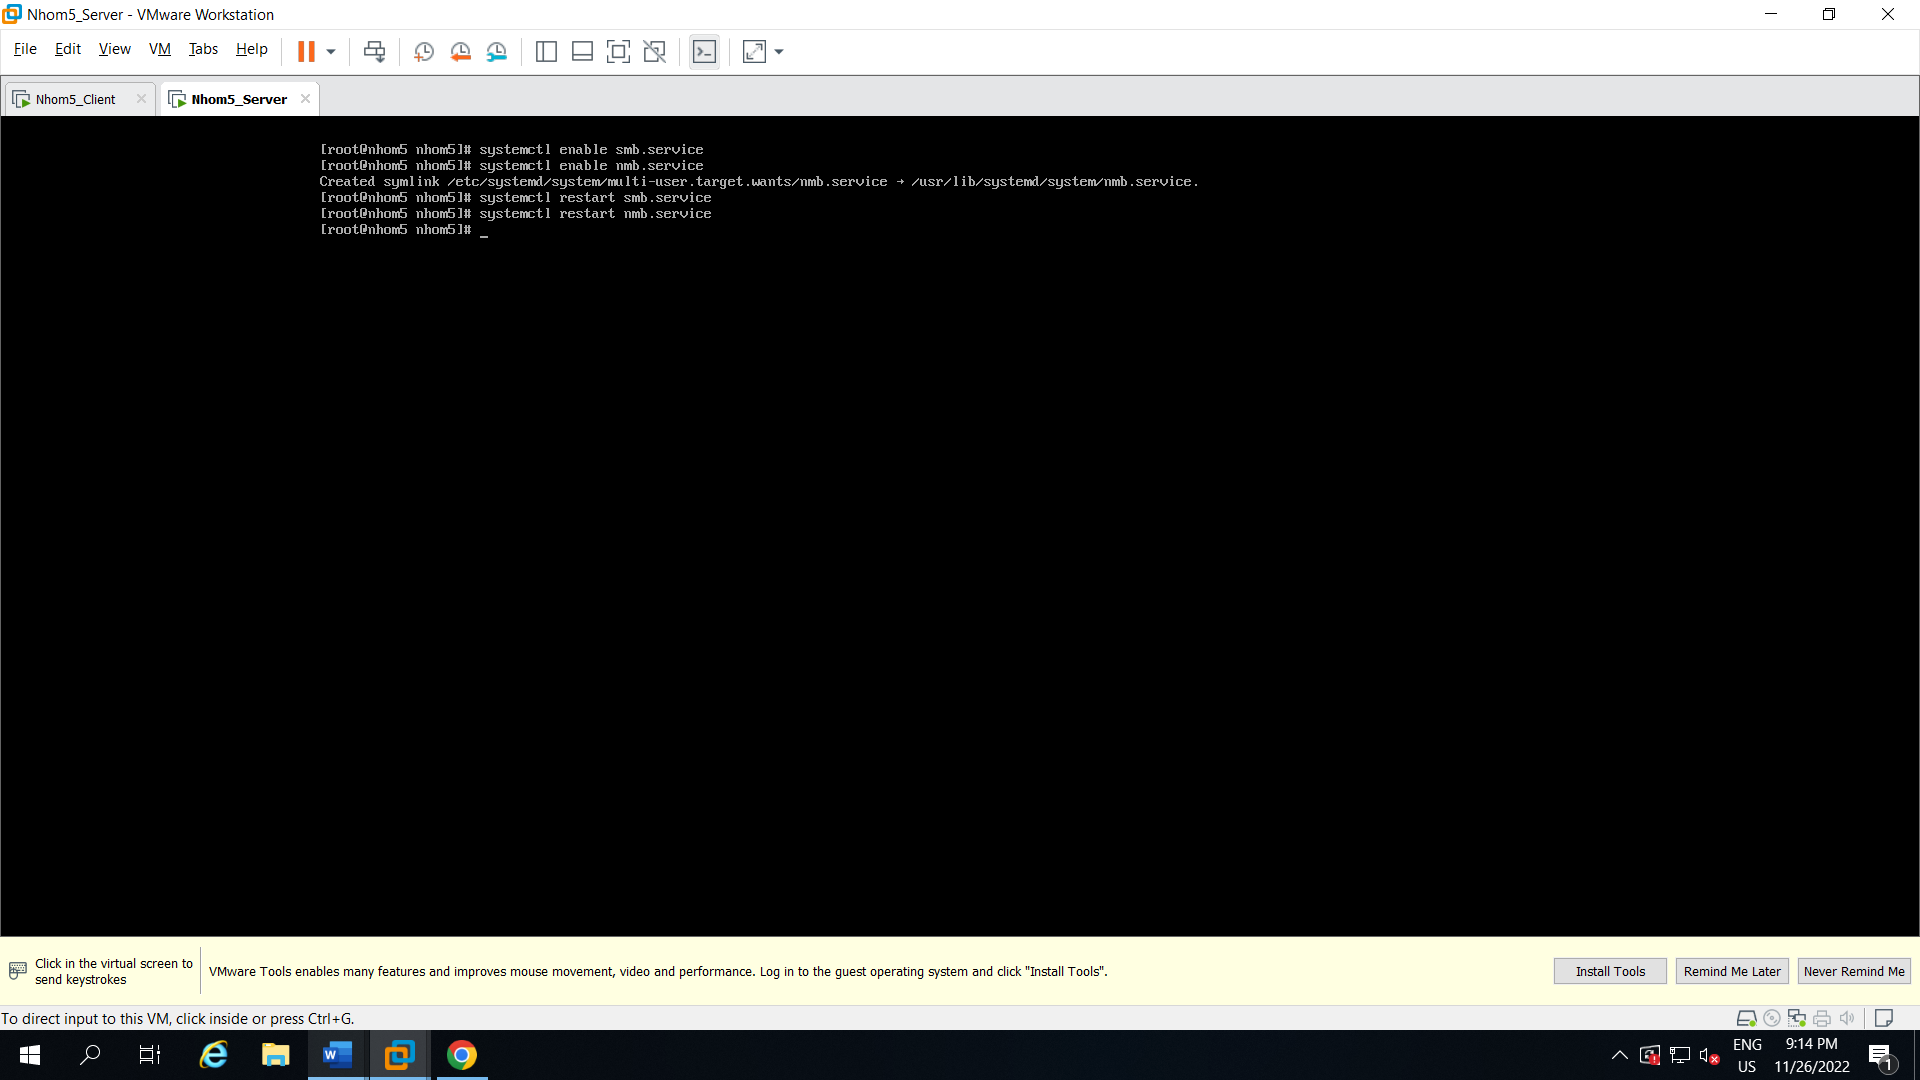 Nhom5_Server - VMware Workstation
File Edit View VM Tabs Help
Nhom5_Client
Nhom5_Server
[root@nhom5 nhom5]# systemctl enable smb.service
[root@nhom5 nhom5]# systemctl enable nmb.service
Created symlink /etc/systemd/system/multi-user.target.wants/nmb.service → /usr/lib/systemd/system/nmb.service.
[root@nhom5 nhom5]# systemctl restart smb.service
[root@nhom5 nhom5]# systemctl restart nmb.service
[root@nhom5 nhom5]# _
Click in the virtual screen to
send keystrokes
VMware Tools enables many features and improves mouse movement, video and performance. Log in to the guest operating system and click "Install Tools".
Install Tools
Remind Me Later
Never Remind Me
To direct input to this VM, click inside or press Ctrl+G.
ENG
US
9:14 PM
11/26/2022
1